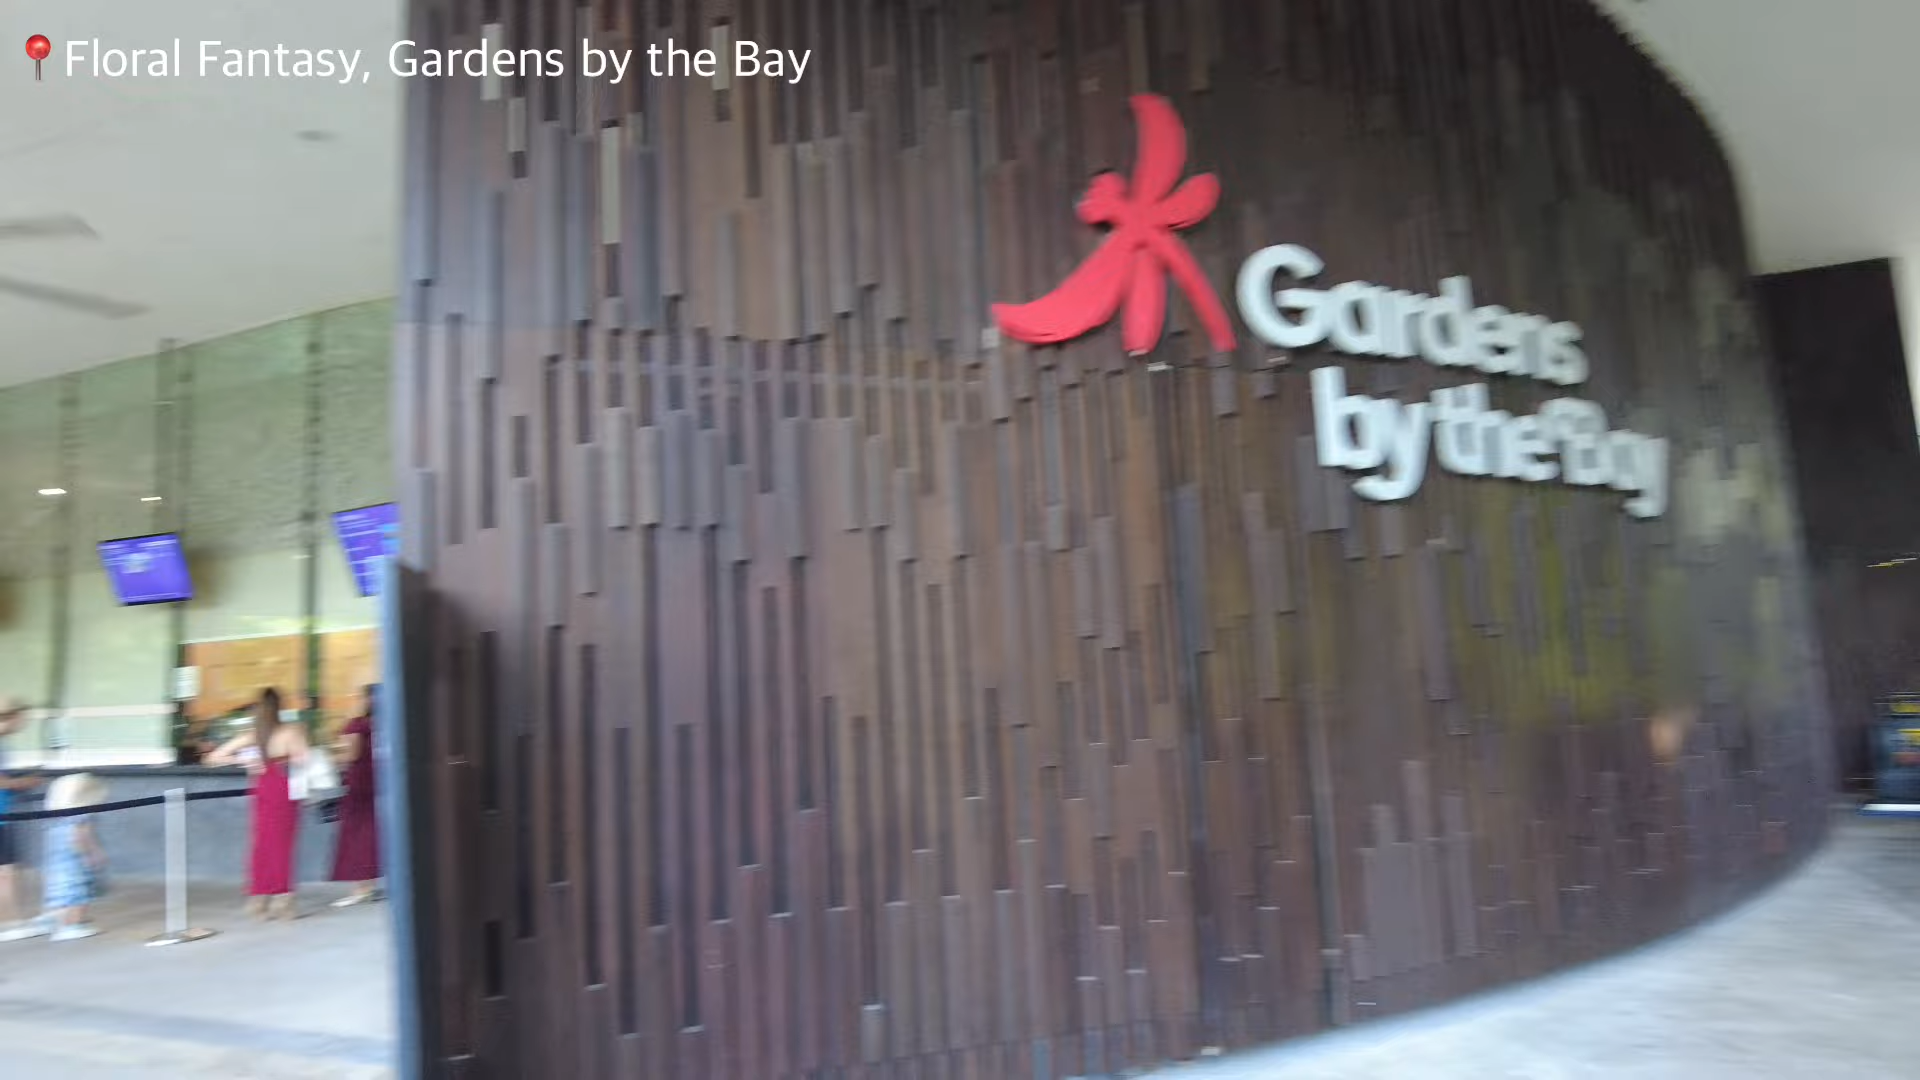 📍Floral Fantasy, Gardens by the Bay
Gardens
by the Bay